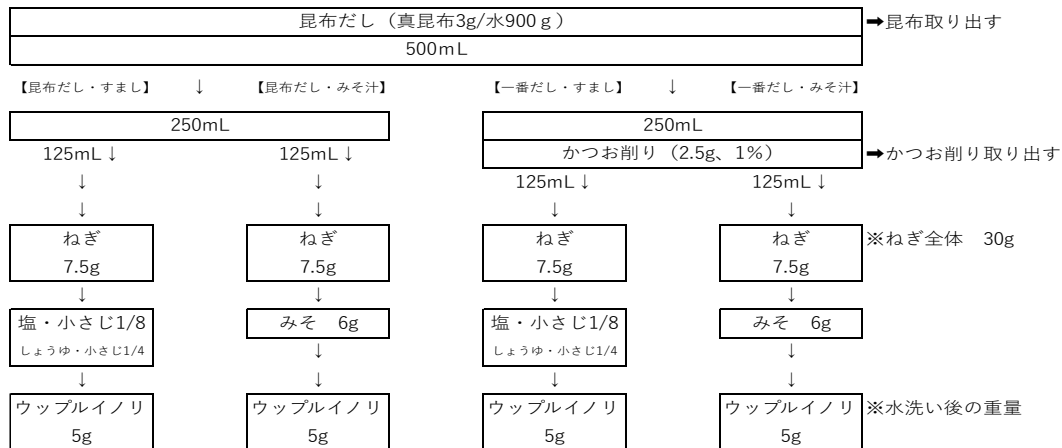 昆布だし（真昆布3g/水900ｇ） ➡昆布取り出す
500mL
【昆布だし・すまし】 ↓ 【昆布だし・みそ汁】 【一番だし・すまし】 ↓ 【一番だし・みそ汁】
250mL 250mL
125mL ↓ 125mL ↓ かつお削り（2.5g、1%） ➡かつお削り取り出す
↓ ↓ 125mL ↓ 125mL ↓
↓ ↓ ↓ ↓
ねぎ ねぎ ねぎ ねぎ ※ねぎ全体　30g
7.5g 7.5g 7.5g 7.5g
↓ ↓ ↓ ↓
塩・小さじ1/8 みそ　6g 塩・小さじ1/8 みそ　6g
しょうゆ・小さじ1/4 ↓ しょうゆ・小さじ1/4 ↓
↓ ↓ ↓ ↓
ウップルイノリ ウップルイノリ ウップルイノリ ウップルイノリ ※水洗い後の重量
5g 5g 5g 5g